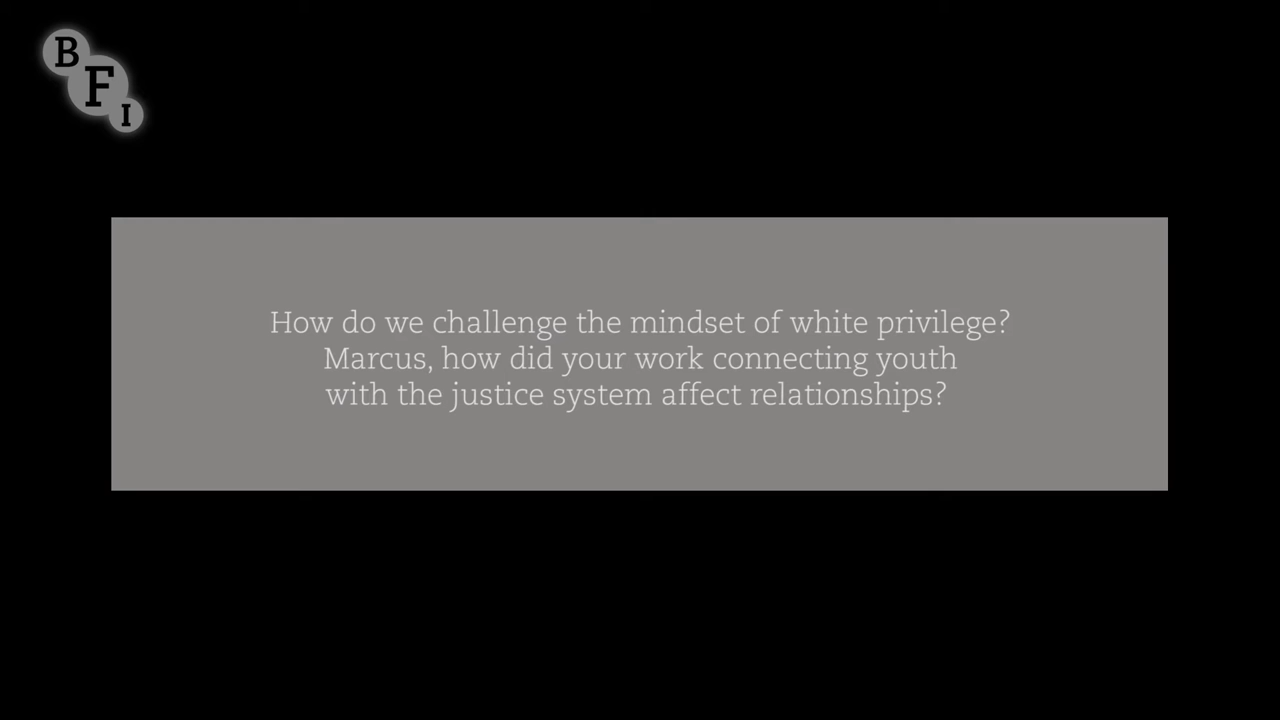 BFI
How do we challenge the mindset of white privilege?
Marcus, how did your work connecting youth
with the justice system affect relationships?